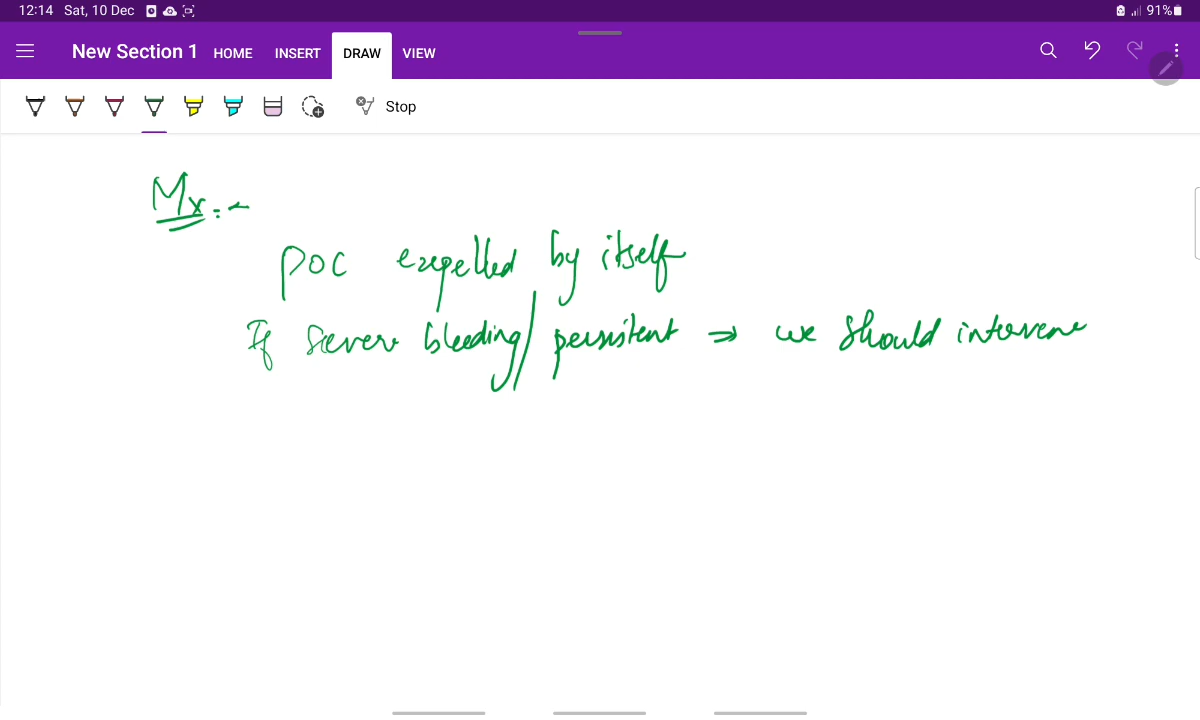 12:14 Sat, 10 Dec 91%
New Section 1 HOME INSERT DRAW VIEW
Stop
Mx:-
POC expelled by itself
If severe bleeding/ persistent ⇒ we should intervene